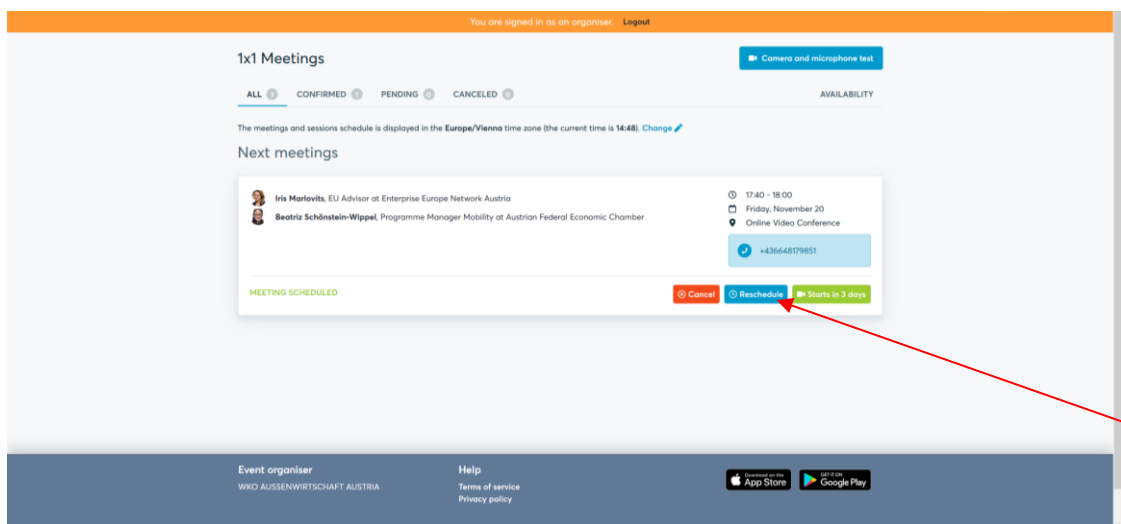 You are signed in as an organiser. Logout
1x1 Meetings
Camera and microphone test
ALL 1 CONFIRMED 1 PENDING 0 CANCELED 0 AVAILABILITY
The meetings and sessions schedule is displayed in the Europe/Vienna time zone (the current time is 14:48). Change
Next meetings
Iris Marlovits, EU Advisor at Enterprise Europe Network Austria
Beatriz Schönstein-Wippel, Programme Manager Mobility at Austrian Federal Economic Chamber
17:40 - 18:00
Friday, November 20
Online Video Conference
+436648179851
MEETING SCHEDULED
Cancel Reschedule Starts in 3 days
Event organiser
WKO AUSSENWIRTSCHAFT AUSTRIA
Help
Terms of service
Privacy policy
Download on the
App Store
GET IT ON
Google Play